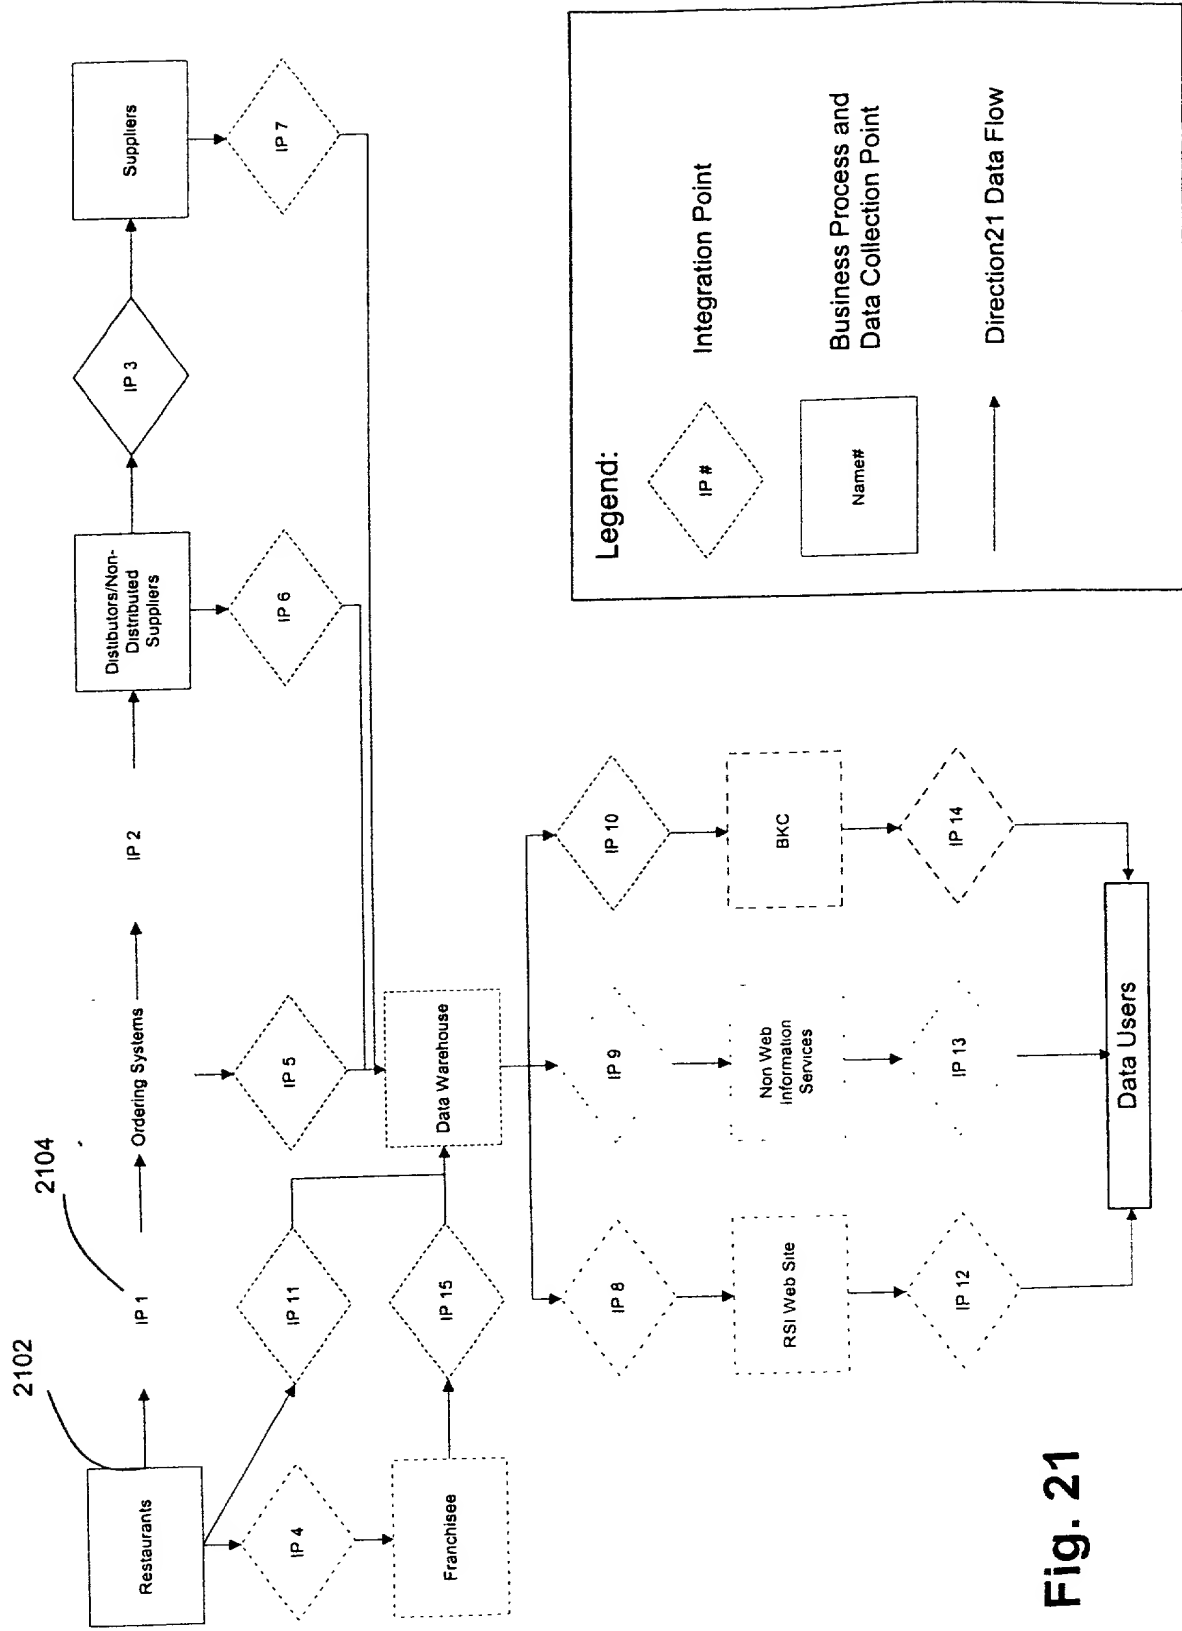 2102
2104
Restaurants
IP 1
Ordering Systems
IP 2
Distibutors/Non-
Distributed
Suppliers
IP 3
Suppliers
IP 4
IP 11
IP 5
IP 6
IP 7
Franchisee
IP 15
Data Warehouse
IP 8
IP 9
IP 10
RSI Web Site
Non Web
Information
Services
BKC
IP 12
IP 13
IP 14
Data Users
Legend:
IP #
Integration Point
Name#
Business Process and
Data Collection Point
Direction21 Data Flow
Fig. 21